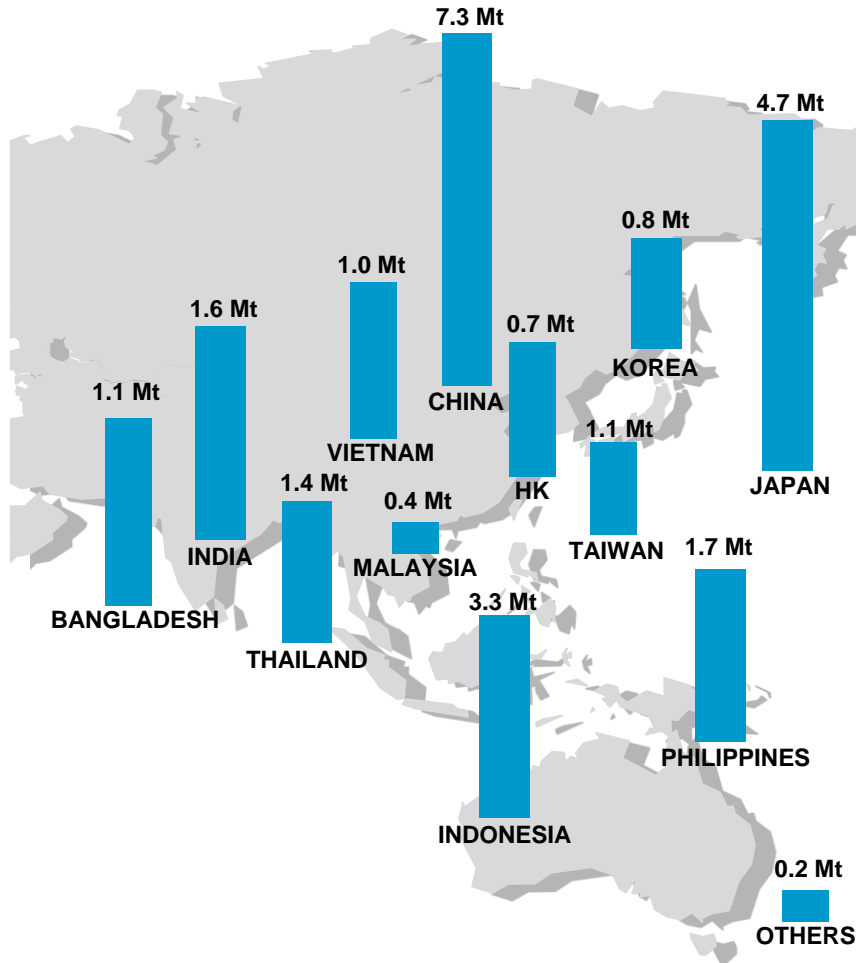 7.3 Mt
CHINA
4.7 Mt
JAPAN
0.8 Mt
KOREA
1.0 Mt
VIETNAM
1.6 Mt
INDIA
0.7 Mt
HK
1.1 Mt
BANGLADESH
1.1 Mt
TAIWAN
1.4 Mt
THAILAND
0.4 Mt
MALAYSIA
1.7 Mt
PHILIPPINES
3.3 Mt
INDONESIA
0.2 Mt
OTHERS